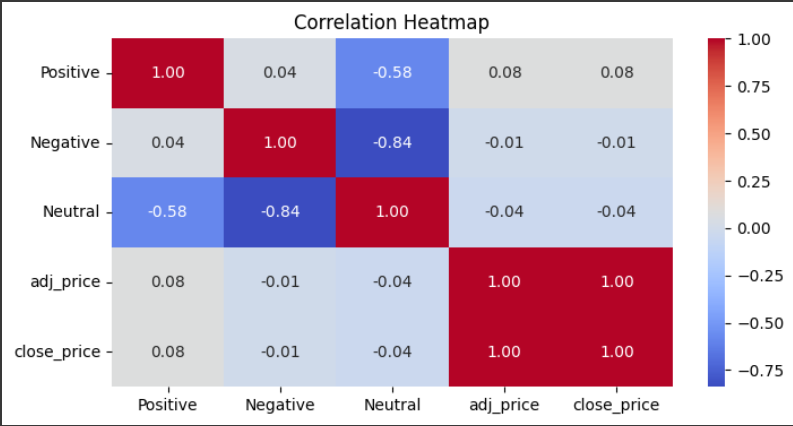 Correlation Heatmap
Positive 1.00 0.04 -0.58 0.08 0.08
Negative 0.04 1.00 -0.84 -0.01 -0.01
Neutral -0.58 -0.84 1.00 -0.04 -0.04
adj_price 0.08 -0.01 -0.04 1.00 1.00
close_price 0.08 -0.01 -0.04 1.00 1.00
Positive Negative Neutral adj_price close_price
1.00
0.75
0.50
0.25
0.00
−0.25
−0.50
−0.75